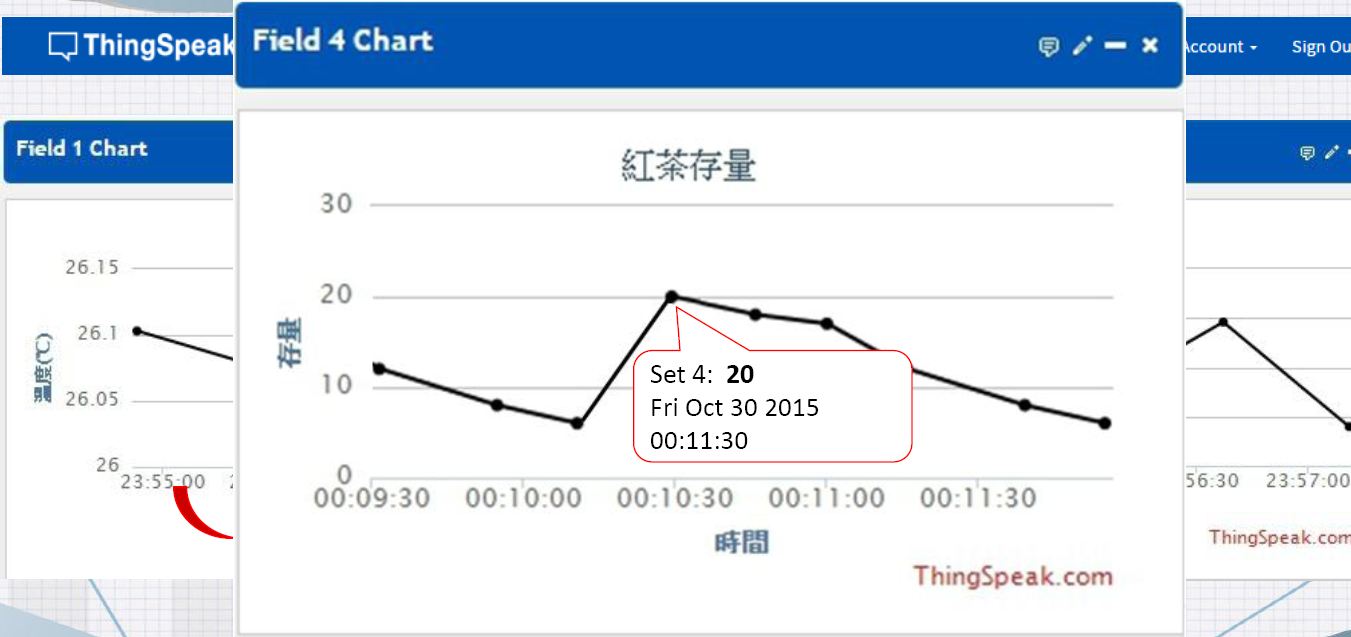 ThingSpeak
Account
Sign Ou
Field 4 Chart
Field 1 Chart
紅茶存量
30
20
10
0
存量
Set 4: 20
Fri Oct 30 2015
00:11:30
00:09:30 00:10:00 00:10:30 00:11:00 00:11:30
時間
ThingSpeak.com
26.15
26.1
26.05
26
溫度(℃)
23:55:00
56:30 23:57:00
ThingSpeak.com